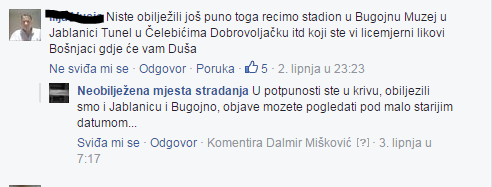 Niste obilježili još puno toga recimo stadion u Bugojnu Muzej u
Jablanici Tunel u Čelebićima Dobrovoljačku itd koji ste vi licemjerni likovi
Bošnjaci gdje će vam Duša
Ne sviđa mi se · Odgovor · Poruka · 5 · 2. lipnja u 23:23
Neobilježena mjesta stradanja U potpunosti ste u krivu, obiljezili
smo i Jablanicu i Bugojno, objave mozete pogledati pod malo starijim
datumom...
Sviđa mi se · Odgovor · Komentira Dalmir Mišković [?] · 3. lipnja u
7:17